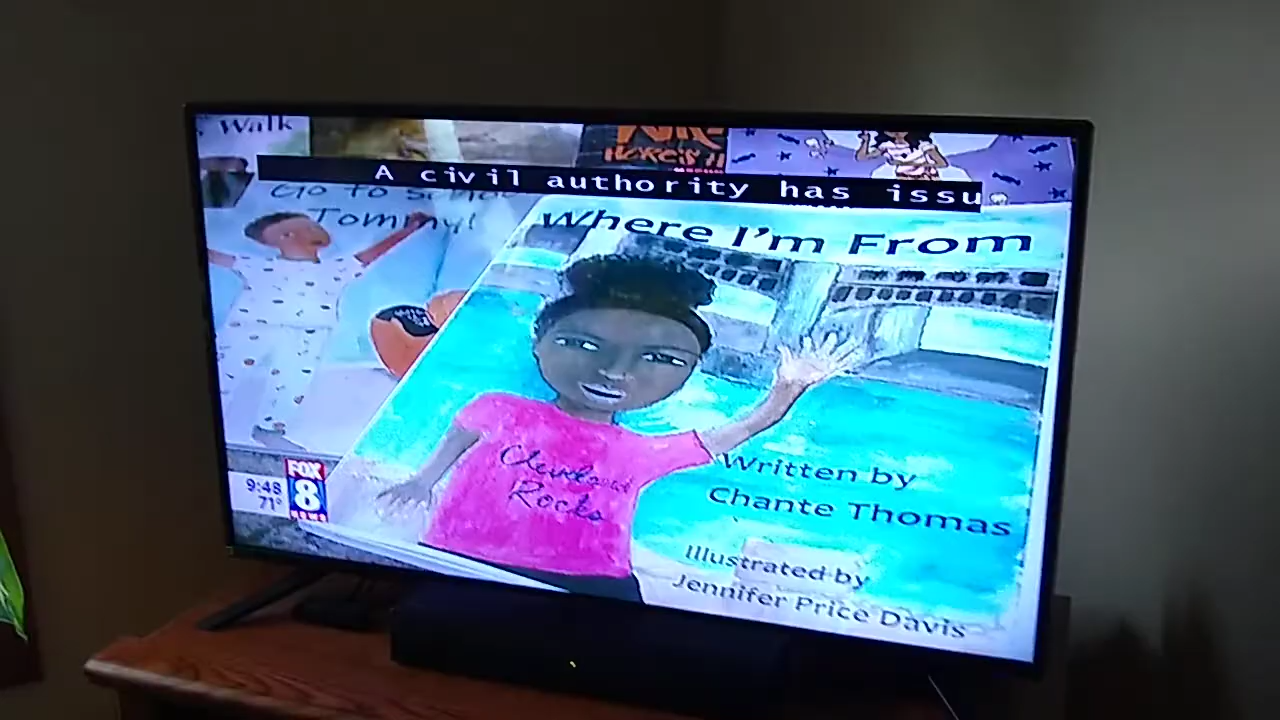 Walk
A civil authority has issu
Go to
Tommy!
Where I'm From
Cleveland
Rocks
Written by
Chante Thomas
Illustrated by
Jennifer Price Davis
9:48
71°
FOX
8
NEWS